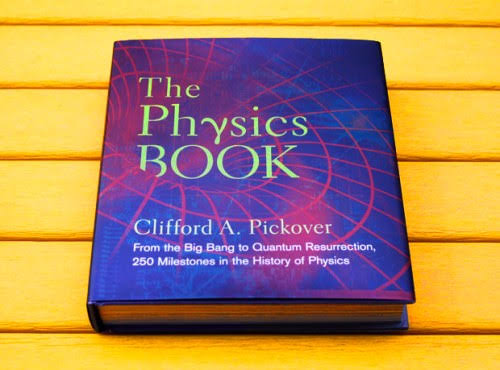 The
Physics
BOOK
Clifford A. Pickover
From the Big Bang to Quantum Resurrection,
250 Milestones in the History of Physics